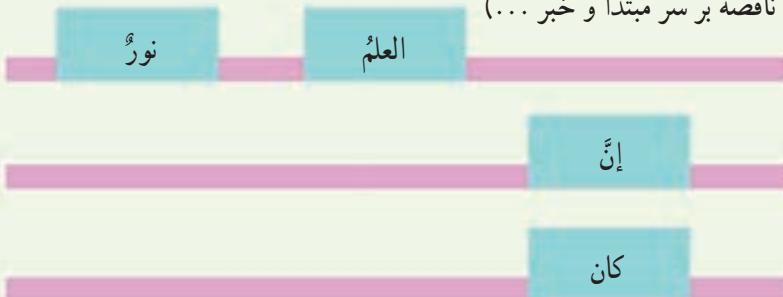 ناقصه بر سر مبتدا و خبر ...)
العلمُ نورٌ
إنَّ
كان